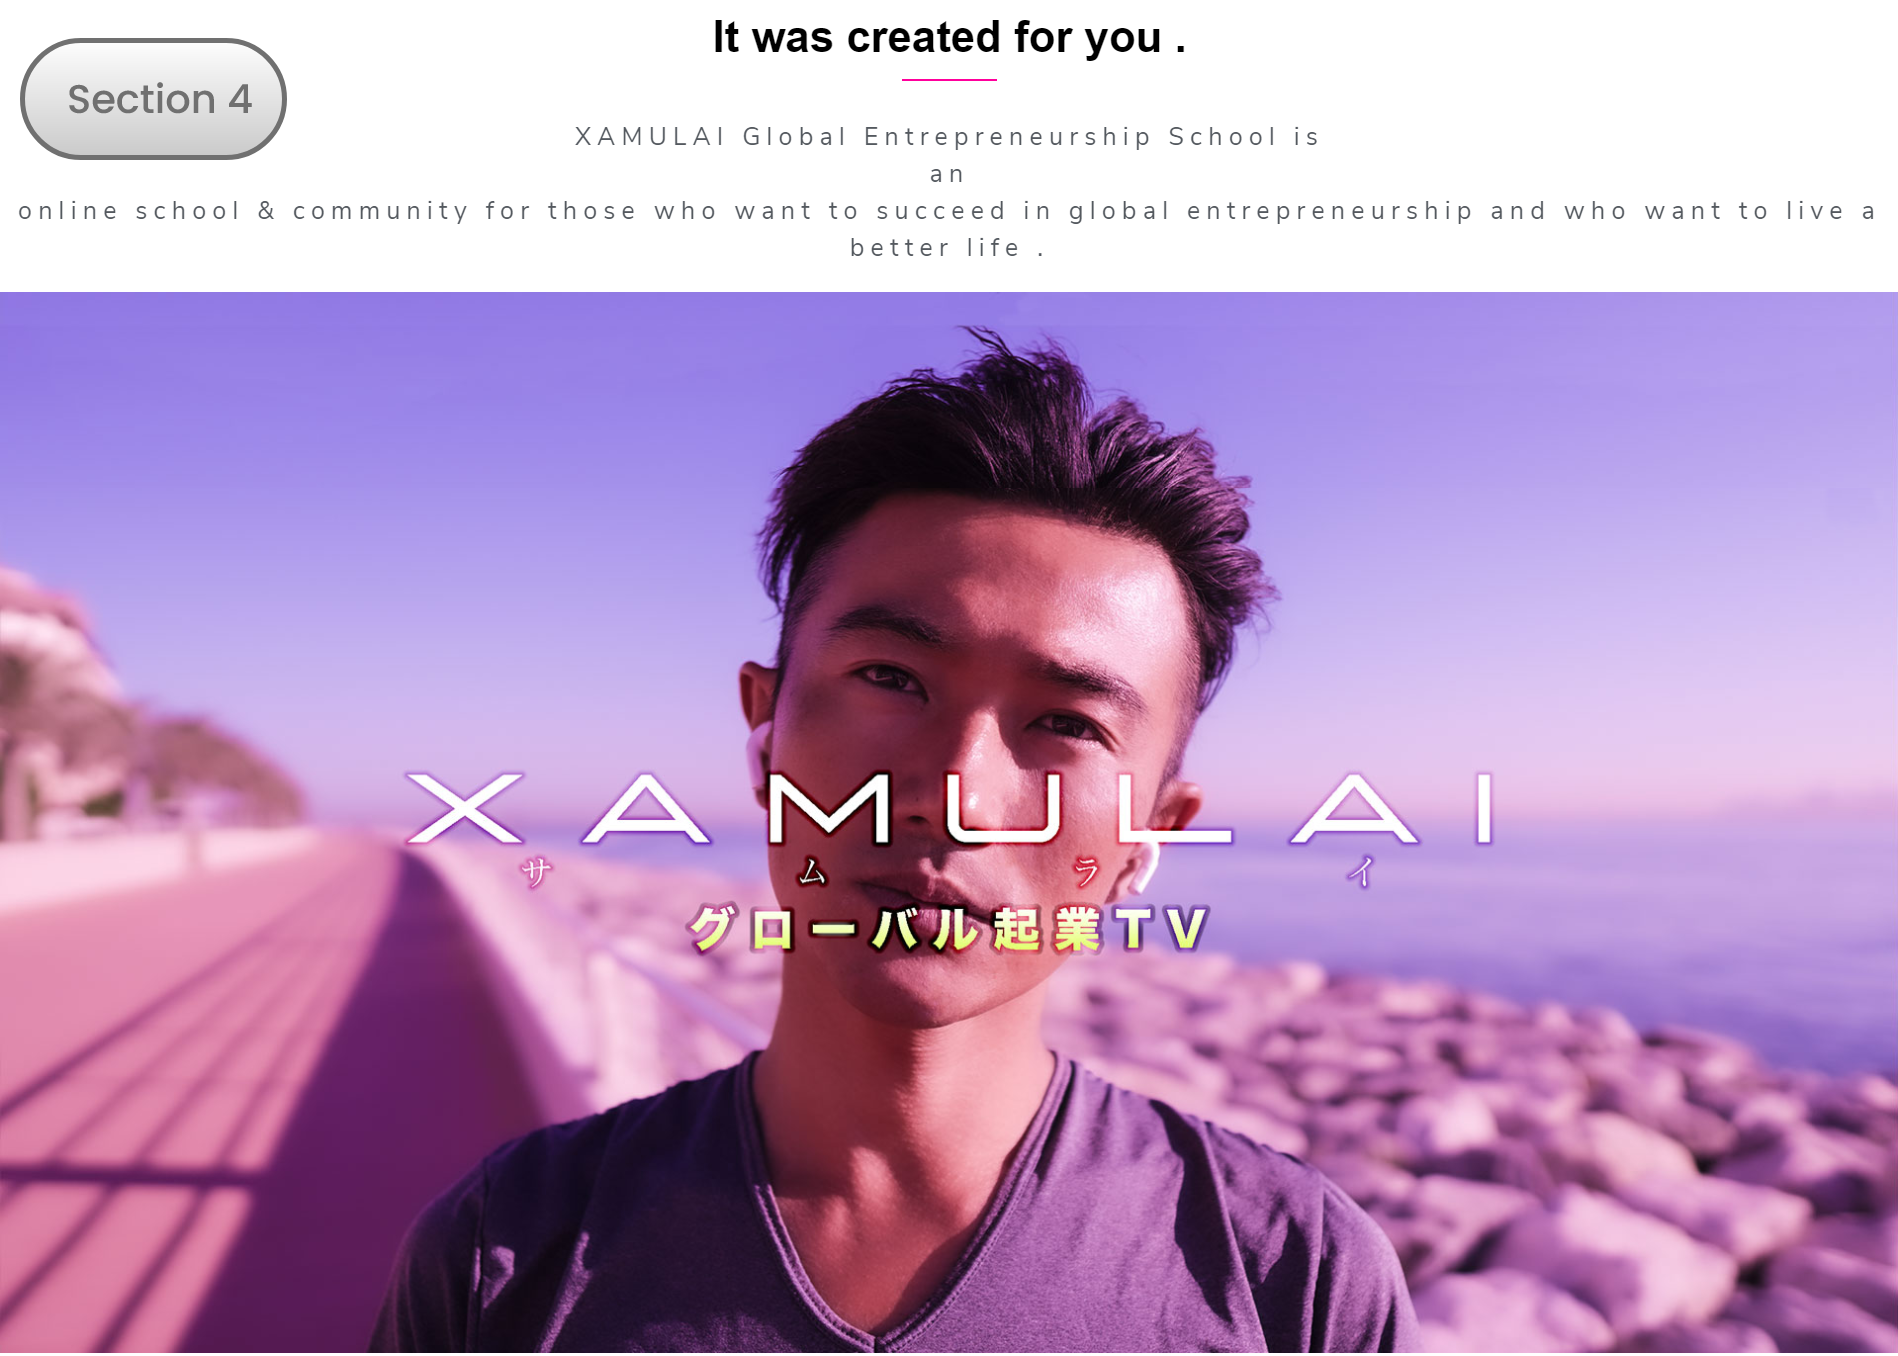 It was created for you .
Section 4
XAMULAI Global Entrepreneurship School is
an
online school & community for those who want to succeed in global entrepreneurship and who want to live a
better life .
XAMULAI
サムライ
グローバル起業TV